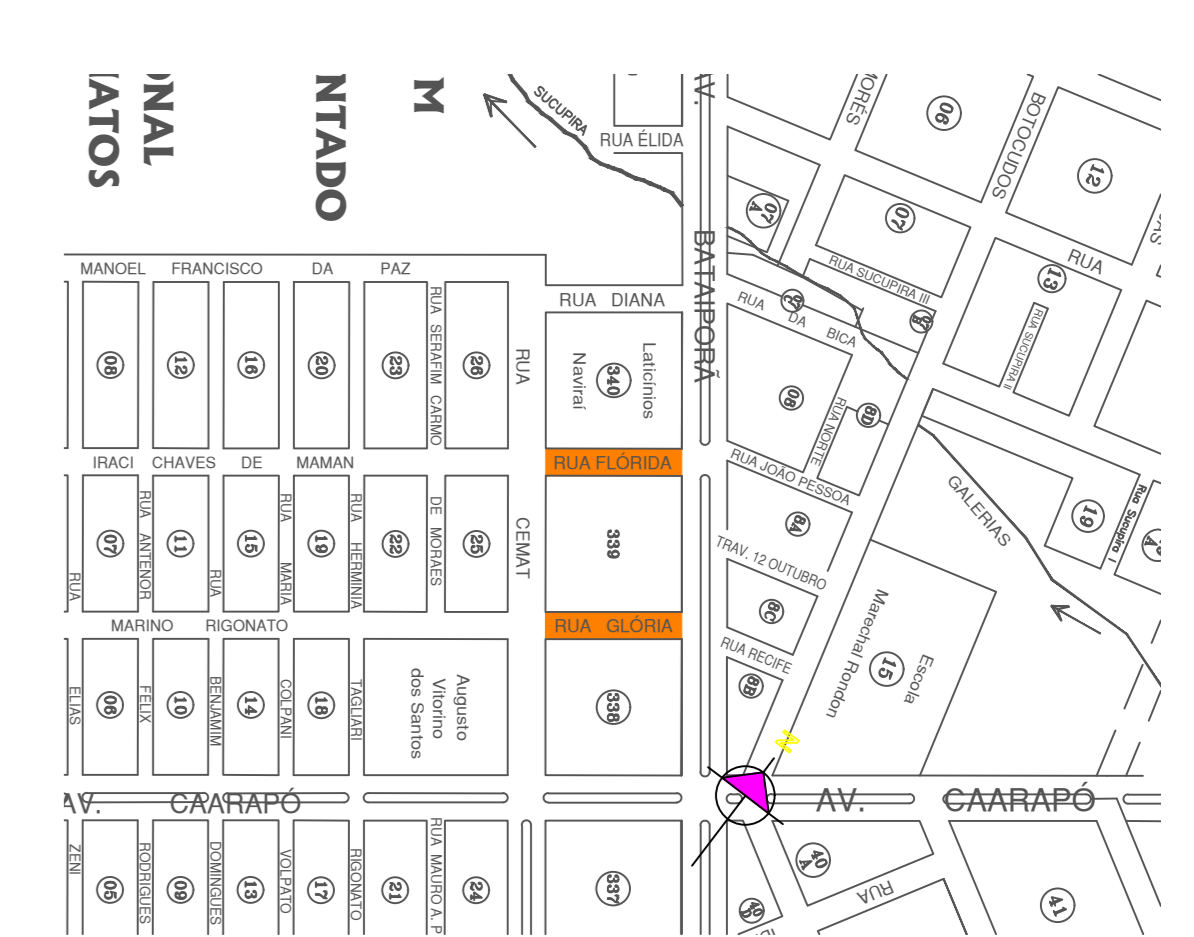 ONAL
MATOS
NTADO
M
SUCUPIRA
RUA ÉLIDA
AV.
BATAIPORÃ
MORÉS
06
BOTOCUDOS
12
07 A
07
RUA
13
RUA SUCUPIRA III
07 C
07 B
RUA SUCUPIRA II
RUA DA BICA
MANOEL FRANCISCO DA PAZ
RUA DIANA
08
12
16
20
23
RUA SERAFIM CARMO
26
RUA
Laticínios
340
Naviraí
08
RUA NORTE
8D
IRACI CHAVES DE MAMAN
RUA FLÓRIDA
RUA JOÃO PESSOA
GALERIAS
19
Rua Sucupira I
RUA
07
RUA ANTENOR
11
RUA
15
RUA MARIA
19
RUA HERMINIA
22
DE MORAES
25
CEMAT
339
8A
TRAV. 12 OUTUBRO
8C
MARINO RIGONATO
RUA GLÓRIA
RUA RECIFE
8B
Escola
15
Marechal Rondon
ELIAS
06
FELIX
10
BENJAMIM
14
COLPANI
18
TAGLIARI
Augusto
Vitorino
dos Santos
338
N
AV. CAARAPÓ
AV. CAARAPÓ
ZENI
05
RODRIGUES
09
DOMINGUES
13
VOLPATO
17
RIGONATO
21
RUA MAURO A. P
24
337
40 A
40 D
RUA
41